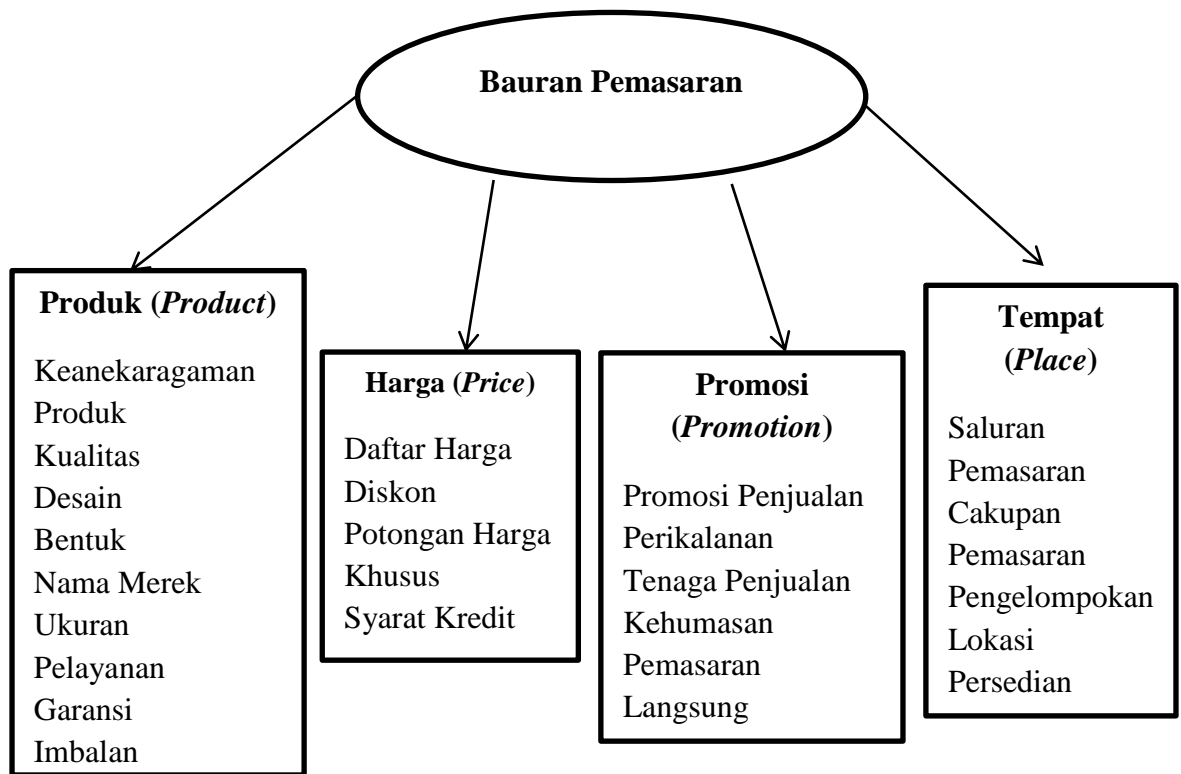 Bauran Pemasaran
Produk (Product)
Keanekaragaman
Produk
Kualitas
Desain
Bentuk
Nama Merek
Ukuran
Pelayanan
Garansi
Imbalan
Harga (Price)
Daftar Harga
Diskon
Potongan Harga
Khusus
Syarat Kredit
Promosi
(Promotion)
Promosi Penjualan
Perikalanan
Tenaga Penjualan
Kehumasan
Pemasaran
Langsung
Tempat
(Place)
Saluran
Pemasaran
Cakupan
Pemasaran
Pengelompokan
Lokasi
Persedian